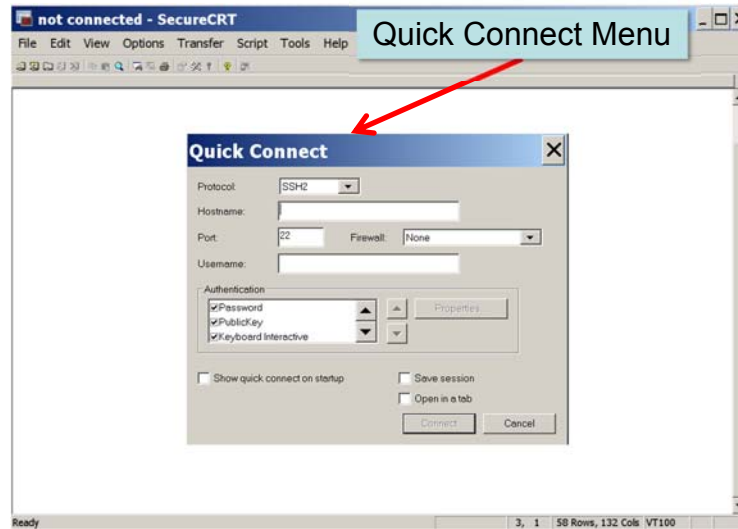 not connected - SecureCRT
File Edit View Options Transfer Script Tools Help
Quick Connect Menu
Quick Connect
Protocol: SSH2
Hostname:
Port: 22 Firewall: None
Username:
Authentication
Password
PublicKey
Keyboard Interactive
Properties...
Show quick connect on startup
Save session
Open in a tab
Connect Cancel
Ready 3, 1 58 Rows, 132 Cols VT100